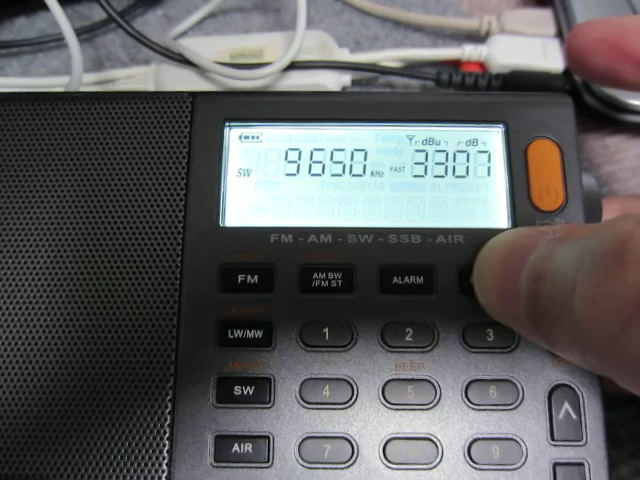 dBu dB
SW 9650 KHz FAST 3307
FM - AM - SW - SSB - AIR
FM AM BW ALARM
/FM ST
LW/MW 1 2 3
BEEP
SW 4 5 6
AIR 7 8 9